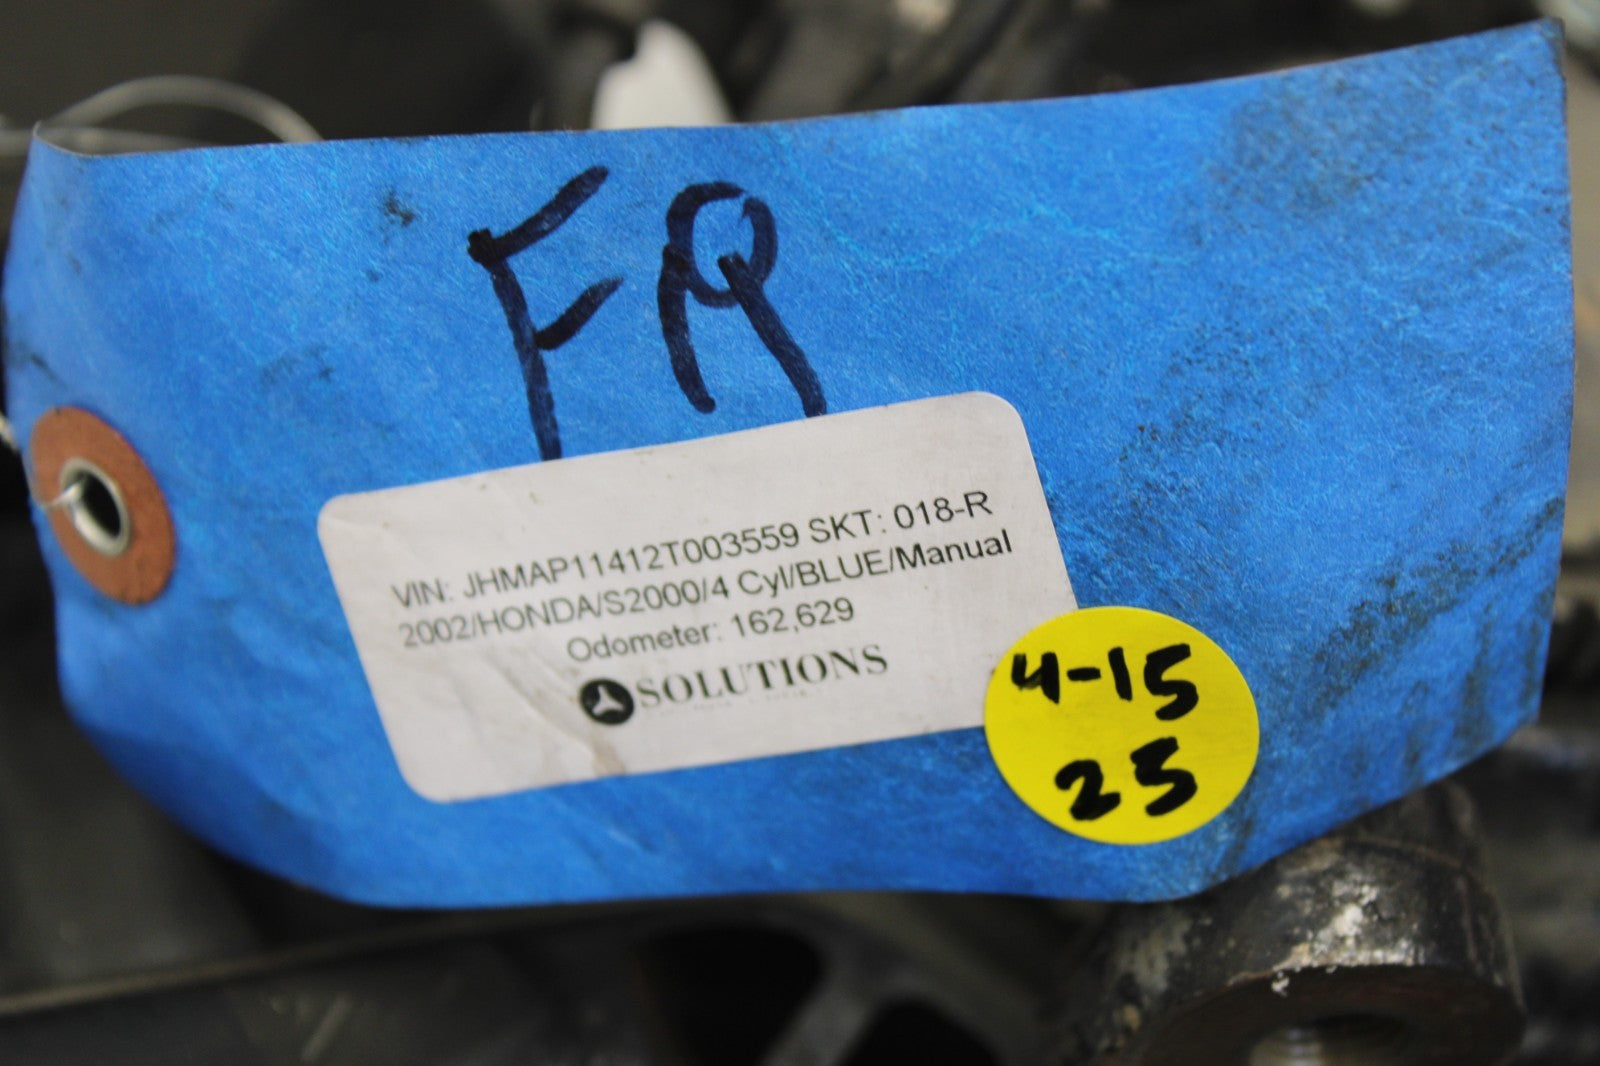 FR
VIN: JHMAP11412T003559 SKT: 018-R
2002/HONDA/S2000/4 Cyl/BLUE/Manual
Odometer: 162,629
SOLUTIONS
4-15
25